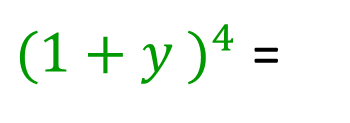 (1 + y )⁴ =